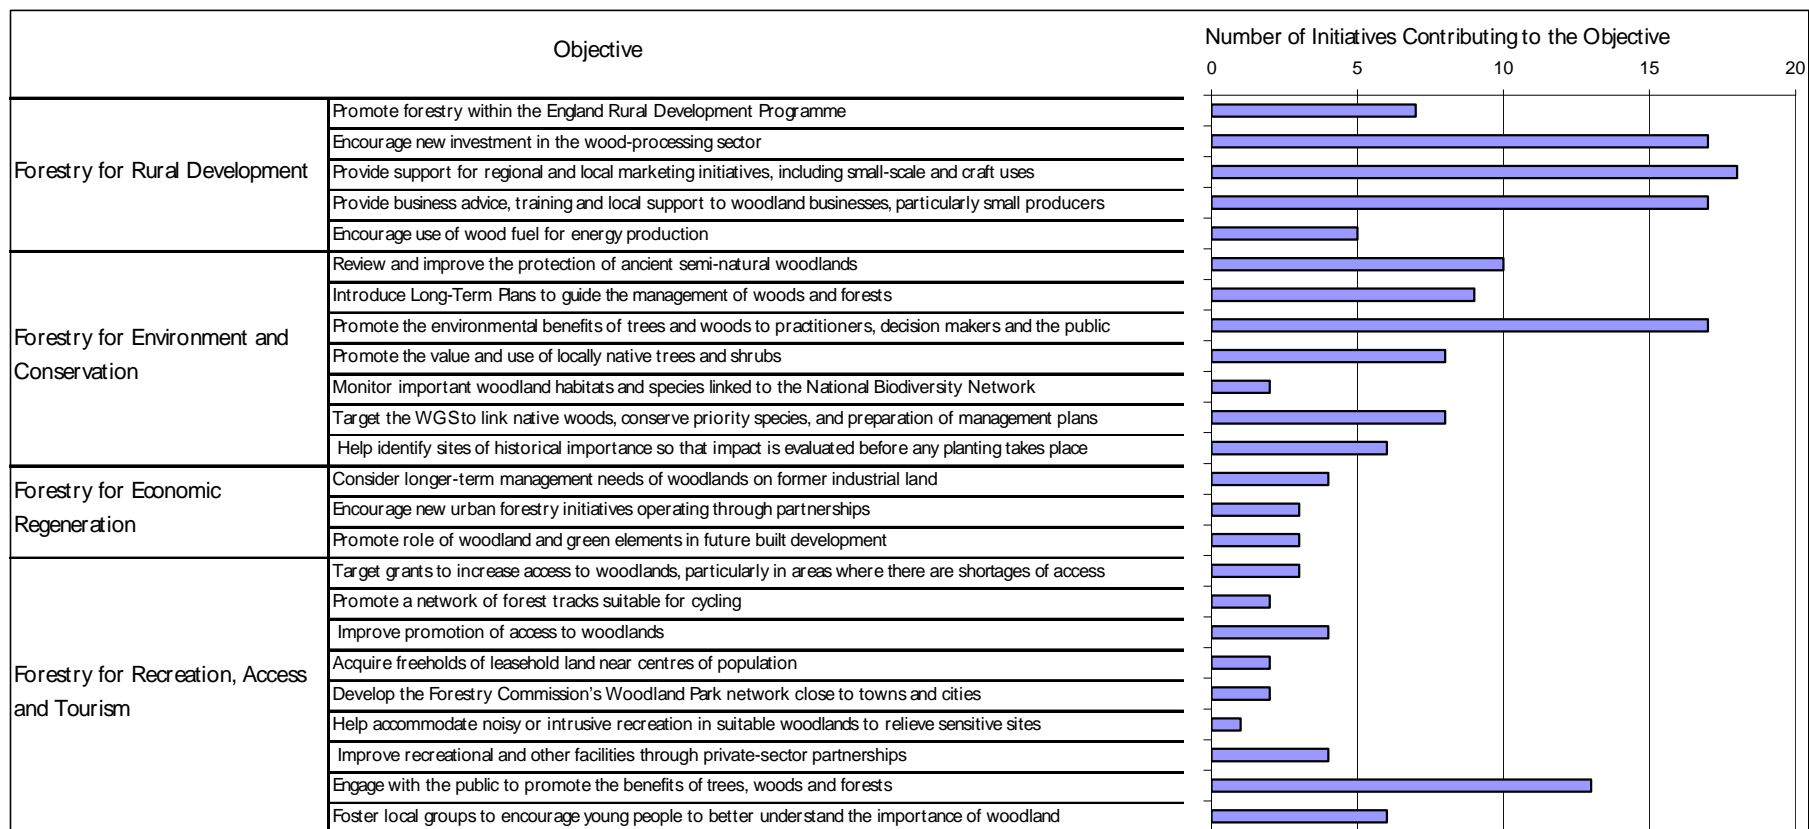 Objective
Number of Initiatives Contributing to the Objective
0 5 10 15 20
Forestry for Rural Development
Promote forestry within the England Rural Development Programme
Encourage new investment in the wood-processing sector
Provide support for regional and local marketing initiatives, including small-scale and craft uses
Provide business advice, training and local support to woodland businesses, particularly small producers
Encourage use of wood fuel for energy production
Forestry for Environment and
Conservation
Review and improve the protection of ancient semi-natural woodlands
Introduce Long-Term Plans to guide the management of woods and forests
Promote the environmental benefits of trees and woods to practitioners, decision makers and the public
Promote the value and use of locally native trees and shrubs
Monitor important woodland habitats and species linked to the National Biodiversity Network
Target the WGS to link native woods, conserve priority species, and preparation of management plans
Help identify sites of historical importance so that impact is evaluated before any planting takes place
Forestry for Economic
Regeneration
Consider longer-term management needs of woodlands on former industrial land
Encourage new urban forestry initiatives operating through partnerships
Promote role of woodland and green elements in future built development
Forestry for Recreation, Access
and Tourism
Target grants to increase access to woodlands, particularly in areas where there are shortages of access
Promote a network of forest tracks suitable for cycling
Improve promotion of access to woodlands
Acquire freeholds of leasehold land near centres of population
Develop the Forestry Commission's Woodland Park network close to towns and cities
Help accommodate noisy or intrusive recreation in suitable woodlands to relieve sensitive sites
Improve recreational and other facilities through private-sector partnerships
Engage with the public to promote the benefits of trees, woods and forests
Foster local groups to encourage young people to better understand the importance of woodland